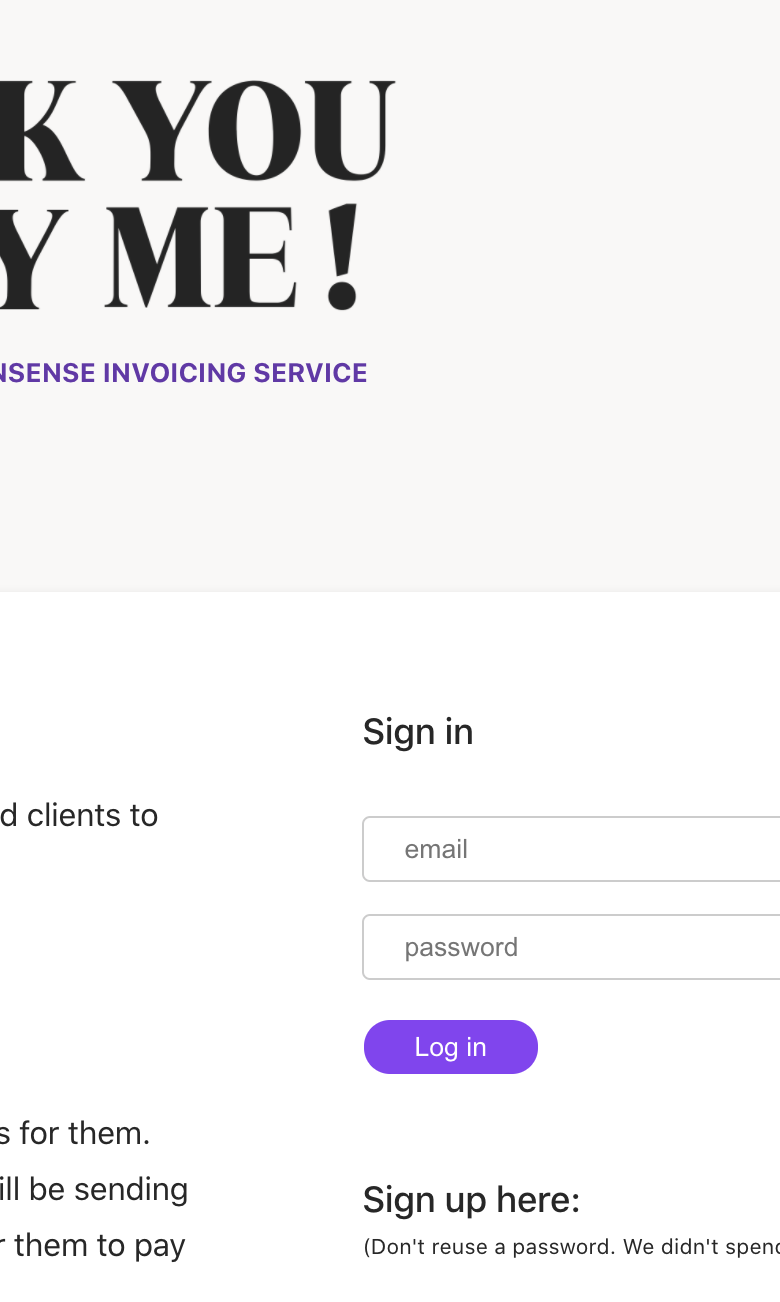 K YOU
Y ME!
NSENSE INVOICING SERVICE
Sign in
d clients to
email
password
Log in
s for them.
ill be sending
Sign up here:
r them to pay
(Don't reuse a password. We didn't spend